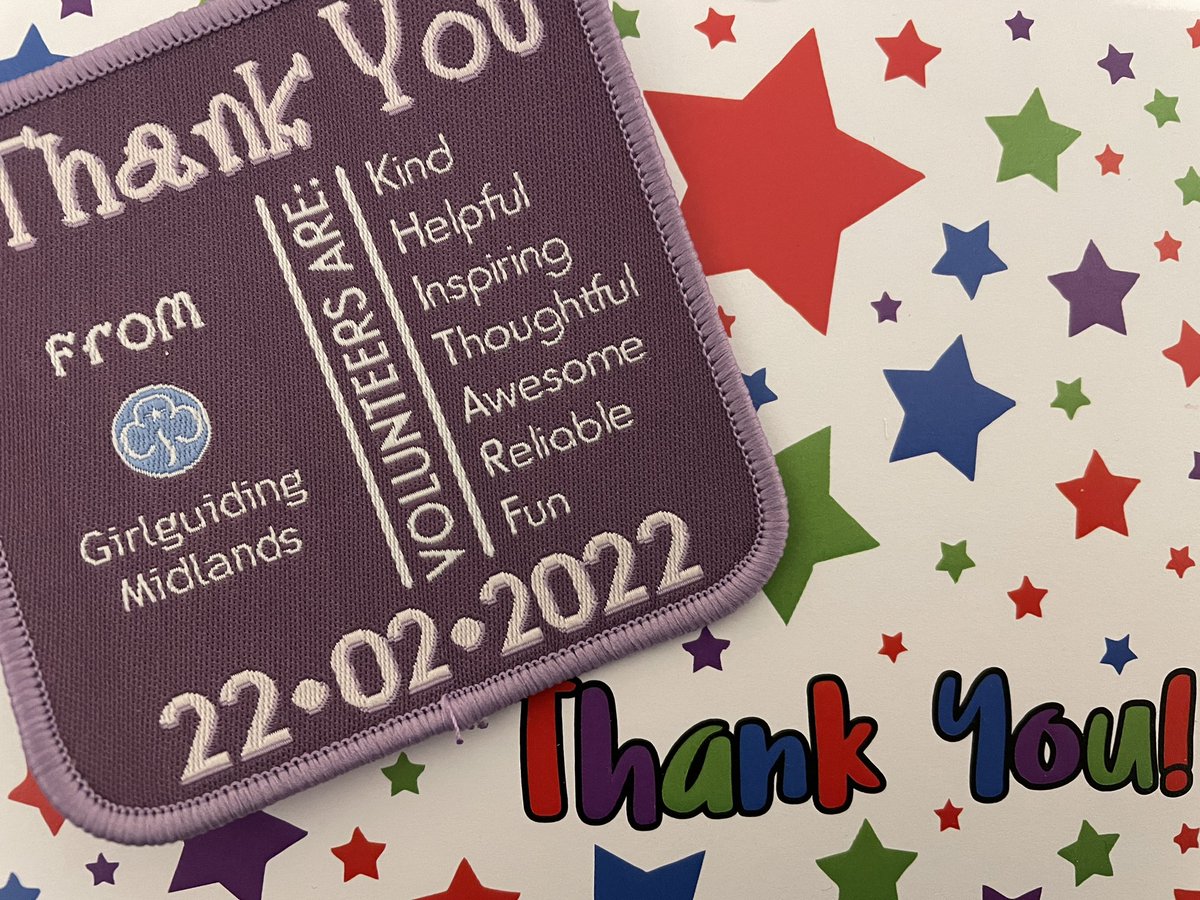 Thank You
From
Girlguiding
Midlands
VOLUNTEERS ARE:
Kind
Helpful
Inspiring
Thoughtful
Awesome
Reliable
Fun
22•02•2022
Thank You!